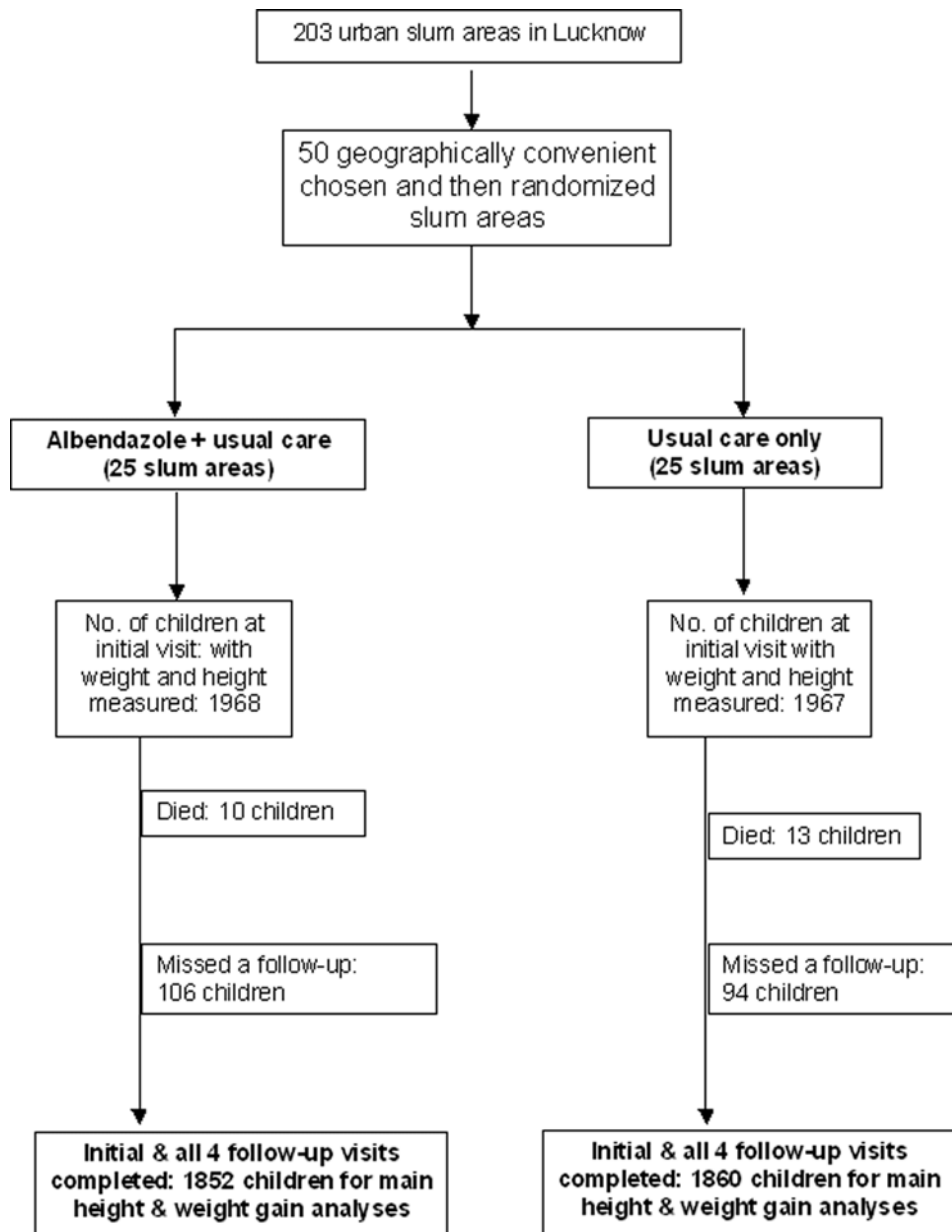 203 urban slum areas in Lucknow
50 geographically convenient
chosen and then randomized
slum areas
Albendazole + usual care
(25 slum areas)
Usual care only
(25 slum areas)
No. of children at
initial visit: with
weight and height
measured: 1968
No. of children at
initial visit with
weight and height
measured: 1967
Died: 10 children
Died: 13 children
Missed a follow-up:
106 children
Missed a follow-up:
94 children
Initial & all 4 follow-up visits
completed: 1852 children for main
height & weight gain analyses
Initial & all 4 follow-up visits
completed: 1860 children for main
height & weight gain analyses